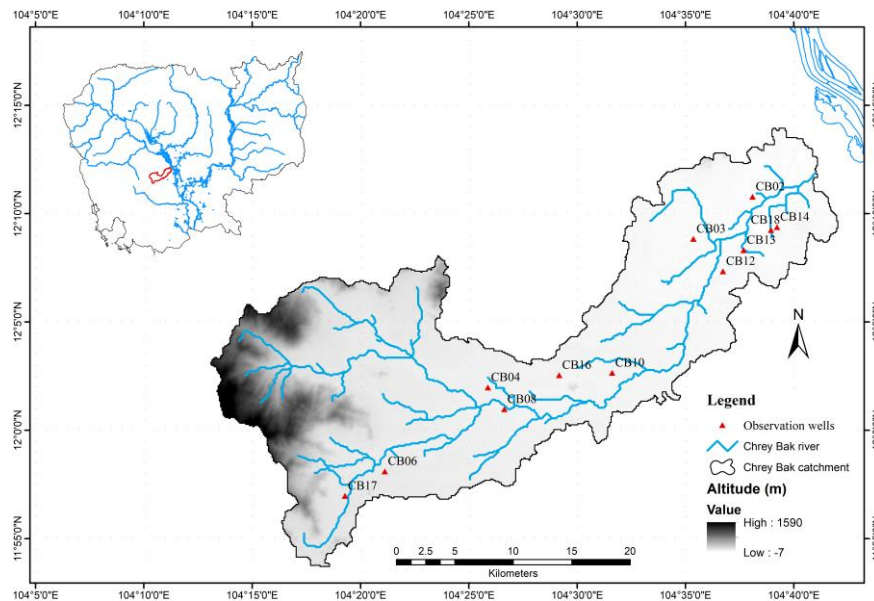 104°5'0"E 104°10'0"E 104°15'0"E 104°20'0"E 104°25'0"E 104°30'0"E 104°35'0"E 104°40'0"E
12°15'0"N
12°10'0"N
12°5'0"N
12°0'0"N
11°55'0"N
CB02
CB18
CB14
CB03
CB13
CB12
N
CB16
CB10
CB04
CB08
CB06
CB17
Legend
Observation wells
Chrey Bak river
Chrey Bak catchment
Altitude (m)
Value
High : 1590
Low : -7
0 2.5 5 10 15 20
Kilometers
104°5'0"E 104°10'0"E 104°15'0"E 104°20'0"E 104°25'0"E 104°30'0"E 104°35'0"E 104°40'0"E